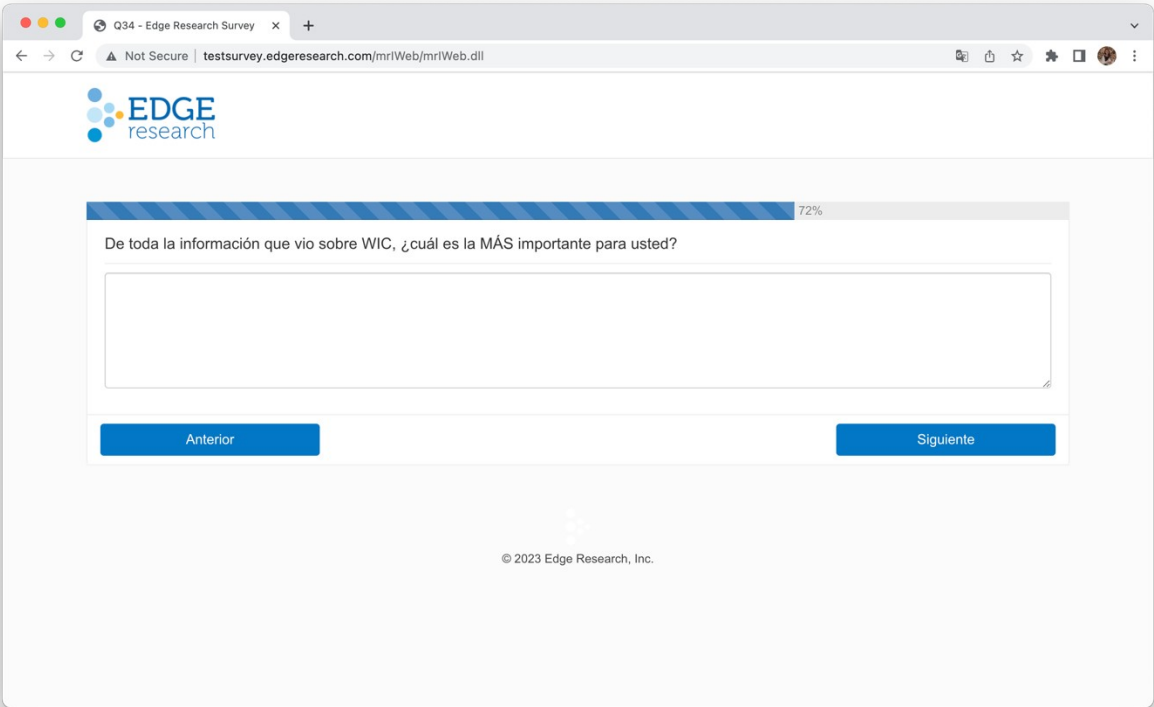 Q34 - Edge Research Survey
Not Secure | testsurvey.edgeresearch.com/mrIWeb/mrIWeb.dll
EDGE
research
72%
De toda la información que vio sobre WIC, ¿cuál es la MÁS importante para usted?
Anterior
Siguiente
© 2023 Edge Research, Inc.